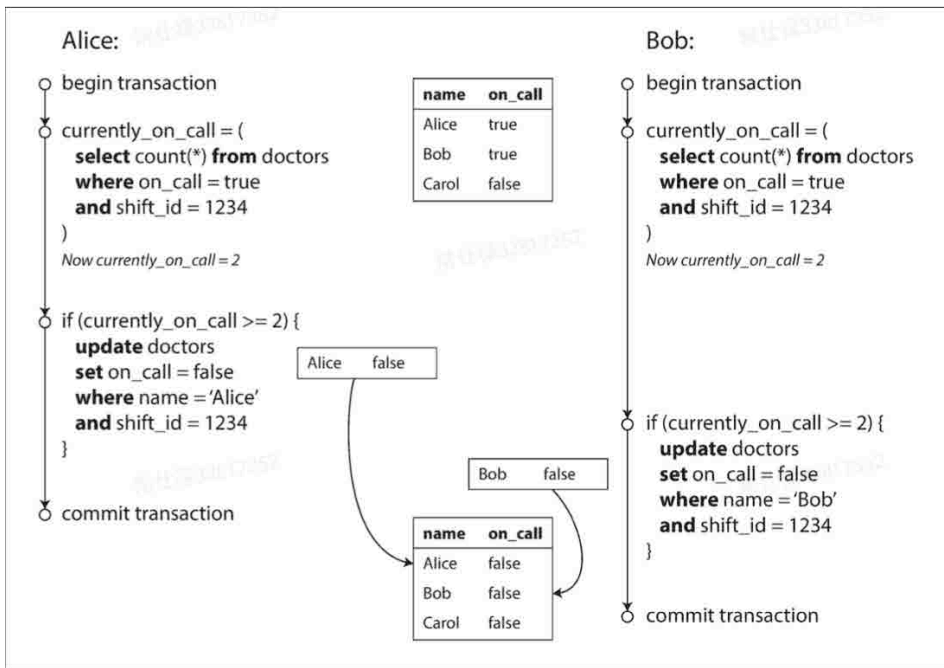 Alice:
begin transaction
currently_on_call = (
select count(*) from doctors
where on_call = true
and shift_id = 1234
)
Now currently_on_call = 2
if (currently_on_call >= 2) {
update doctors
set on_call = false
where name = ‘Alice’
and shift_id = 1234
}
commit transaction
name on_call
Alice true
Bob true
Carol false
Alice false
Bob false
name on_call
Alice false
Bob false
Carol false
Bob:
begin transaction
currently_on_call = (
select count(*) from doctors
where on_call = true
and shift_id = 1234
)
Now currently_on_call = 2
if (currently_on_call >= 2) {
update doctors
set on_call = false
where name = ‘Bob’
and shift_id = 1234
}
commit transaction